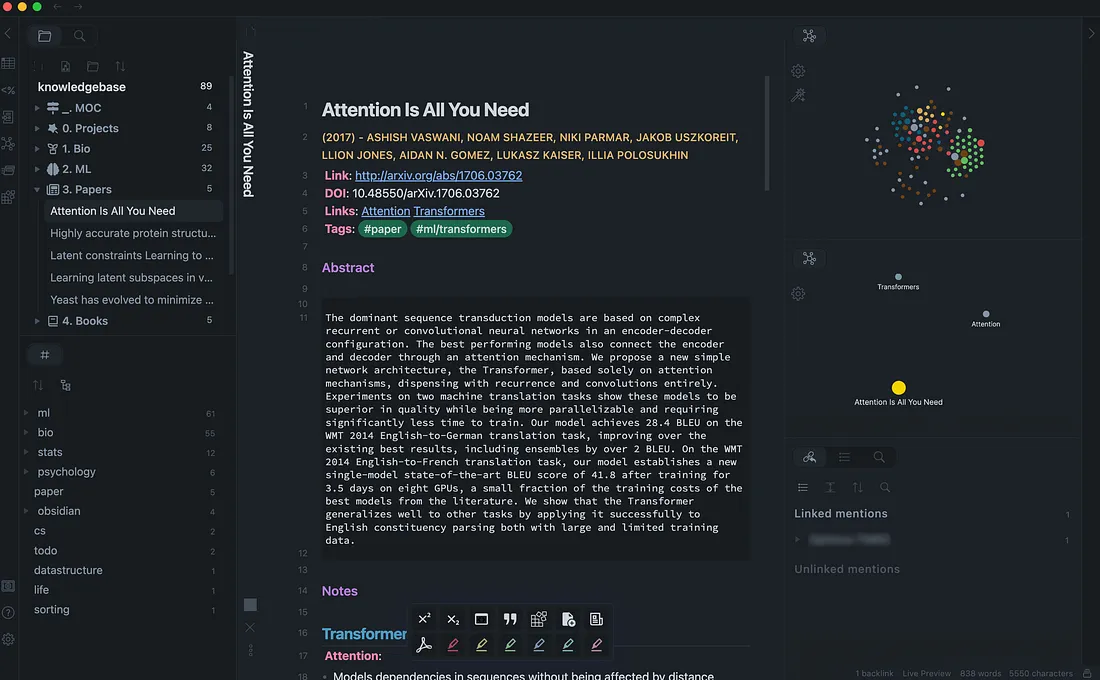 knowledgebase 89
_. MOC 4
0. Projects 8
1. Bio 25
2. ML 32
3. Papers 5
Attention Is All You Need
Highly accurate protein structu...
Latent constraints Learning to ...
Learning latent subspaces in v...
Yeast has evolved to minimize ...
4. Books 5
#
ml 61
bio 55
stats 12
psychology 6
paper 5
obsidian 4
cs 2
todo 2
datastructure 1
life 1
sorting 1
Attention Is All You Need
1 Attention Is All You Need
2 (2017) - ASHISH VASWANI, NOAM SHAZEER, NIKI PARMAR, JAKOB USZKOREIT,
LLION JONES, AIDAN N. GOMEZ, LUKASZ KAISER, ILLIA POLOSUKHIN
3 Link: http://arxiv.org/abs/1706.03762
4 DOI: 10.48550/arXiv.1706.03762
5 Links: Attention Transformers
6 Tags: #paper #ml/transformers
7
8 Abstract
9
10
11 The dominant sequence transduction models are based on complex
recurrent or convolutional neural networks in an encoder-decoder
configuration. The best performing models also connect the encoder
and decoder through an attention mechanism. We propose a new simple
network architecture, the Transformer, based solely on attention
mechanisms, dispensing with recurrence and convolutions entirely.
Experiments on two machine translation tasks show these models to be
superior in quality while being more parallelizable and requiring
significantly less time to train. Our model achieves 28.4 BLEU on the
WMT 2014 English-to-German translation task, improving over the
existing best results, including ensembles by over 2 BLEU. On the WMT
2014 English-to-French translation task, our model establishes a new
single-model state-of-the-art BLEU score of 41.8 after training for
3.5 days on eight GPUs, a small fraction of the training costs of the
best models from the literature. We show that the Transformer
generalizes well to other tasks by applying it successfully to
English constituency parsing both with large and limited training
data.
12
13
14 Notes
15
16 Transformer
17 Attention:
18 Models dependencies in sequences without being affected by distance
Transformers
Attention
Attention Is All You Need
Linked mentions 1
1
Unlinked mentions
1 backlink Live Preview 838 words 5550 characters